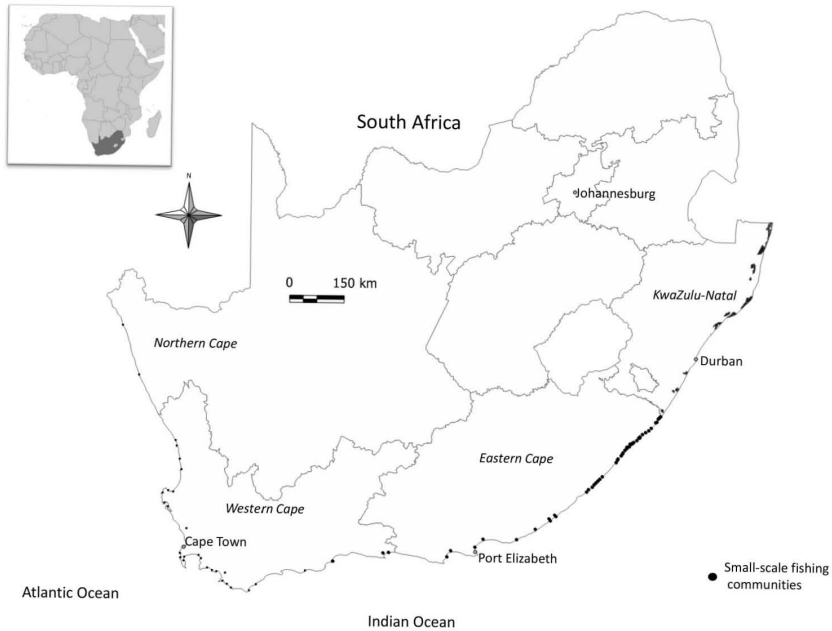 South Africa
N
Johannesburg
0 150 km
KwaZulu-Natal
Northern Cape
Durban
Eastern Cape
Western Cape
Cape Town
Port Elizabeth
Small-scale fishing
communities
Atlantic Ocean
Indian Ocean